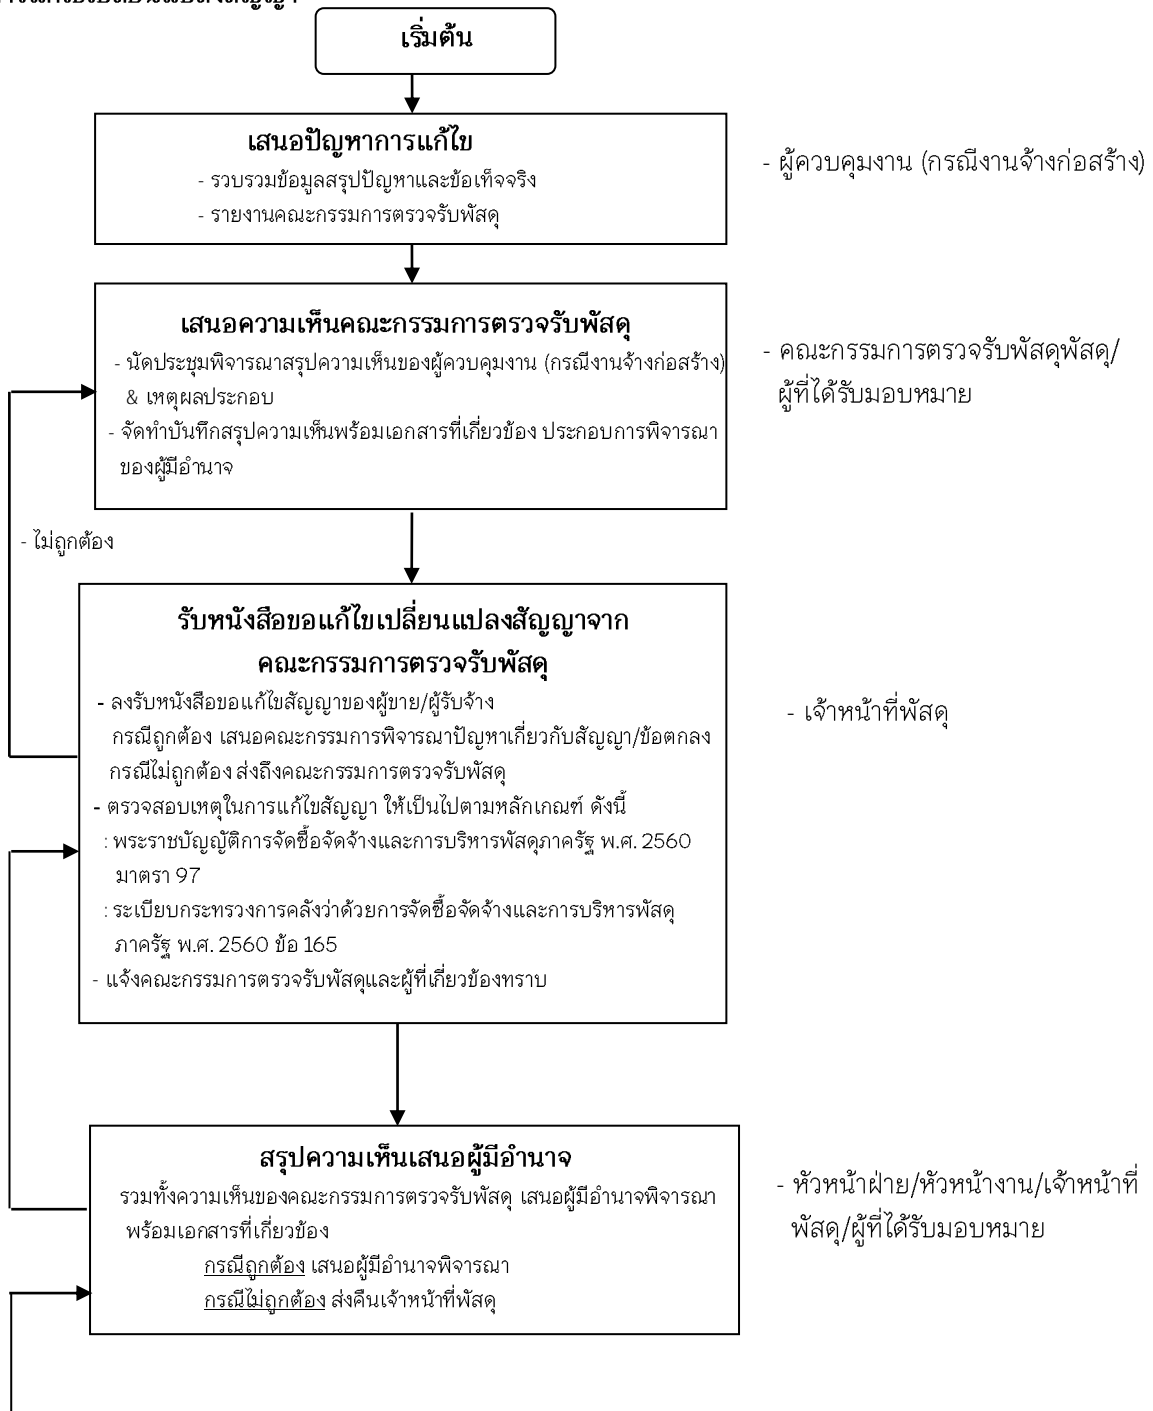 เริ่มต้น
เสนอปัญหาการแก้ไข
- รวบรวมข้อมูลสรุปปัญหาและข้อเท็จจริง
- รายงานคณะกรรมการตรวจรับพัสดุ
- ผู้ควบคุมงาน (กรณีงานจ้างก่อสร้าง)
เสนอความเห็นคณะกรรมการตรวจรับพัสดุ
- นัดประชุมพิจารณาสรุปความเห็นของผู้ควบคุมงาน (กรณีงานจ้างก่อสร้าง)
& เหตุผลประกอบ
- จัดทำบันทึกสรุปความเห็นพร้อมเอกสารที่เกี่ยวข้อง ประกอบการพิจารณา
ของผู้มีอำนาจ
- คณะกรรมการตรวจรับพัสดุพัสดุ/
ผู้ที่ได้รับมอบหมาย
- ไม่ถูกต้อง
รับหนังสือขอแก้ไขเปลี่ยนแปลงสัญญาจาก
คณะกรรมการตรวจรับพัสดุ
- ลงรับหนังสือขอแก้ไขสัญญาของผู้ขาย/ผู้รับจ้าง
กรณีถูกต้อง เสนอคณะกรรมการพิจารณาปัญหาเกี่ยวกับสัญญา/ข้อตกลง
กรณีไม่ถูกต้อง ส่งถึงคณะกรรมการตรวจรับพัสดุ
- ตรวจสอบเหตุในการแก้ไขสัญญา ให้เป็นไปตามหลักเกณฑ์ ดังนี้
: พระราชบัญญัติการจัดซื้อจัดจ้างและการบริหารพัสดุภาครัฐ พ.ศ. 2560
มาตรา 97
: ระเบียบกระทรวงการคลังว่าด้วยการจัดซื้อจัดจ้างและการบริหารพัสดุ
ภาครัฐ พ.ศ. 2560 ข้อ 165
- แจ้งคณะกรรมการตรวจรับพัสดุและผู้ที่เกี่ยวข้องทราบ
- เจ้าหน้าที่พัสดุ
สรุปความเห็นเสนอผู้มีอำนาจ
รวมทั้งความเห็นของคณะกรรมการตรวจรับพัสดุ เสนอผู้มีอำนาจพิจารณา
พร้อมเอกสารที่เกี่ยวข้อง
กรณีถูกต้อง เสนอผู้มีอำนาจพิจารณา
กรณีไม่ถูกต้อง ส่งคืนเจ้าหน้าที่พัสดุ
- หัวหน้าฝ่าย/หัวหน้างาน/เจ้าหน้าที่
พัสดุ/ผู้ที่ได้รับมอบหมาย